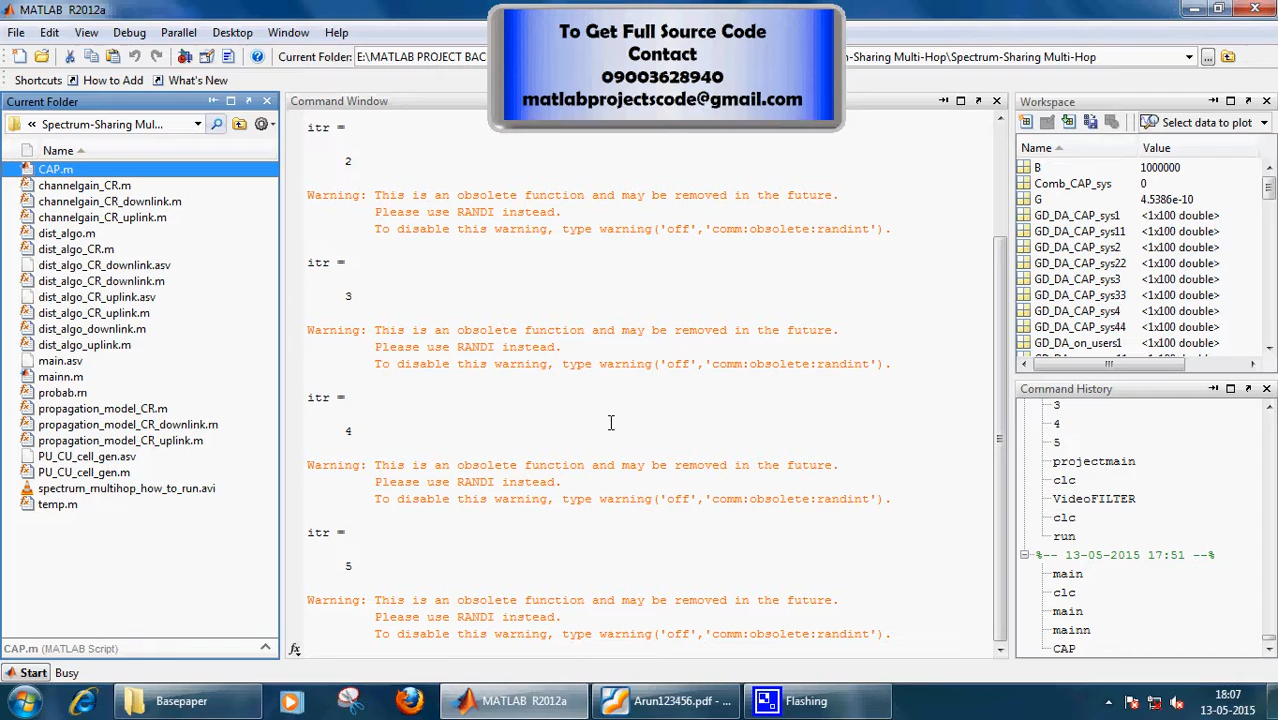 MATLAB R2012a
To Get Full Source Code
Contact
09003628940
matlabprojectscode@gmail.com
File Edit View Debug Parallel Desktop Window Help
Current Folder: E:\MATLAB PROJECT BAC
-Sharing Multi-Hop\Spectrum-Sharing Multi-Hop
Shortcuts How to Add What's New
Current Folder
« Spectrum-Sharing Mul...
Name
CAP.m
channelgain_CR.m
channelgain_CR_downlink.m
channelgain_CR_uplink.m
dist_algo.m
dist_algo_CR.m
dist_algo_CR_downlink.asv
dist_algo_CR_downlink.m
dist_algo_CR_uplink.asv
dist_algo_CR_uplink.m
dist_algo_downlink.m
dist_algo_uplink.m
main.asv
mainn.m
probab.m
propagation_model_CR.m
propagation_model_CR_downlink.m
propagation_model_CR_uplink.m
PU_CU_cell_gen.asv
PU_CU_cell_gen.m
spectrum_multihop_how_to_run.avi
temp.m
CAP.m (MATLAB Script)
Command Window
itr =
2
Warning: This is an obsolete function and may be removed in the future.
Please use RANDI instead.
To disable this warning, type warning('off','comm:obsolete:randint').
itr =
3
Warning: This is an obsolete function and may be removed in the future.
Please use RANDI instead.
To disable this warning, type warning('off','comm:obsolete:randint').
itr =
4
Warning: This is an obsolete function and may be removed in the future.
Please use RANDI instead.
To disable this warning, type warning('off','comm:obsolete:randint').
itr =
5
Warning: This is an obsolete function and may be removed in the future.
Please use RANDI instead.
To disable this warning, type warning('off','comm:obsolete:randint').
fx
Workspace
Select data to plot
Name Value
B 1000000
Comb_CAP_sys 0
G 4.5386e-10
GD_DA_CAP_sys1 <1x100 double>
GD_DA_CAP_sys11 <1x100 double>
GD_DA_CAP_sys2 <1x100 double>
GD_DA_CAP_sys22 <1x100 double>
GD_DA_CAP_sys3 <1x100 double>
GD_DA_CAP_sys33 <1x100 double>
GD_DA_CAP_sys4 <1x100 double>
GD_DA_CAP_sys44 <1x100 double>
GD_DA_on_users1 <1x100 double>
Command History
3
4
5
projectmain
clc
VideoFILTER
clc
run
%-- 13-05-2015 17:51 --%
main
clc
main
mainn
CAP
Start Busy
Basepaper
MATLAB R2012a
Arun123456.pdf - ...
Flashing
18:07
13-05-2015